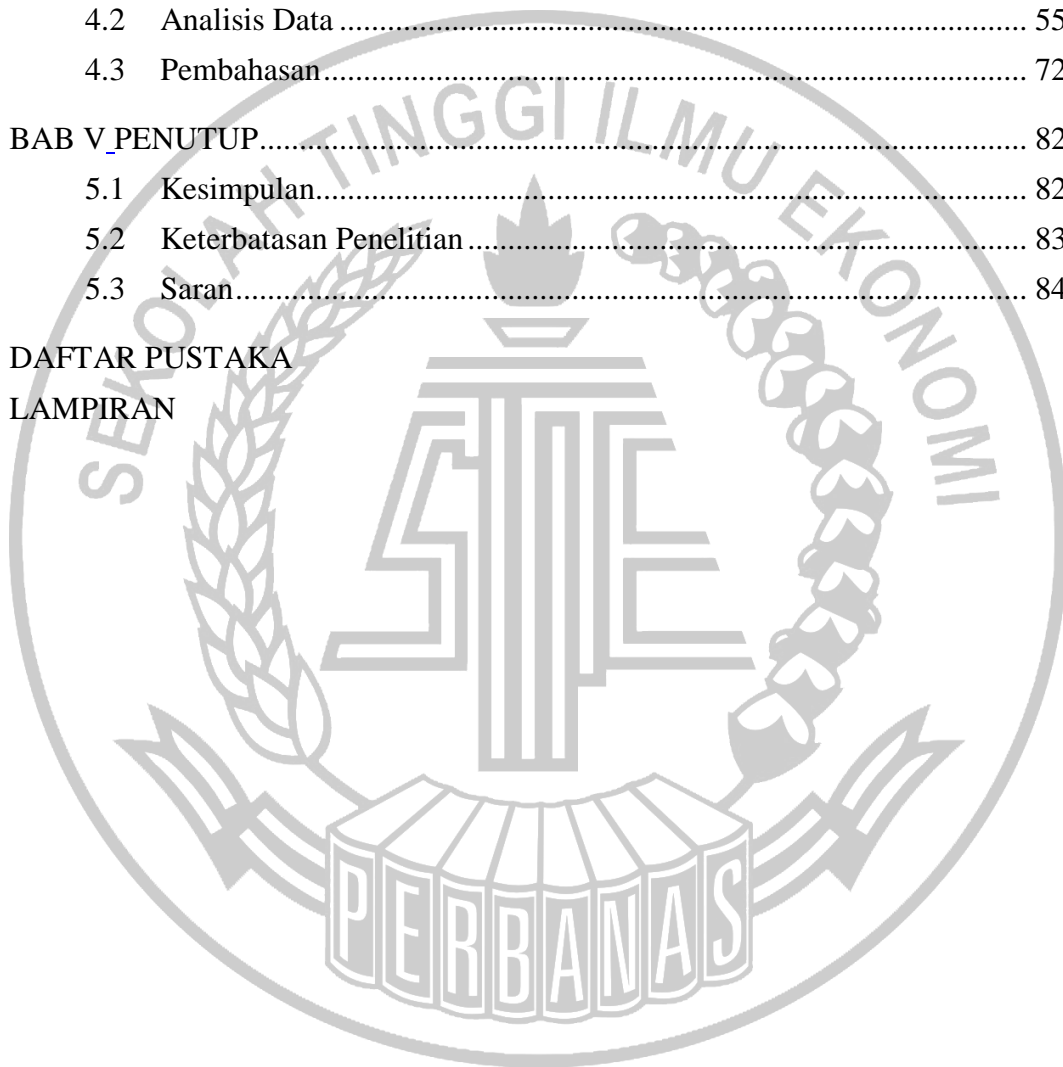 4.2 Analisis Data ........................................................................................ 55
4.3 Pembahasan.......................................................................................... 72
BAB V PENUTUP.......................................................................................... 82
5.1 Kesimpulan........................................................................................... 82
5.2 Keterbatasan Penelitian ....................................................................... 83
5.3 Saran..................................................................................................... 84
DAFTAR PUSTAKA
LAMPIRAN
SEKOLAH TINGGI ILMU EKONOMI
STIE
PERBANAS